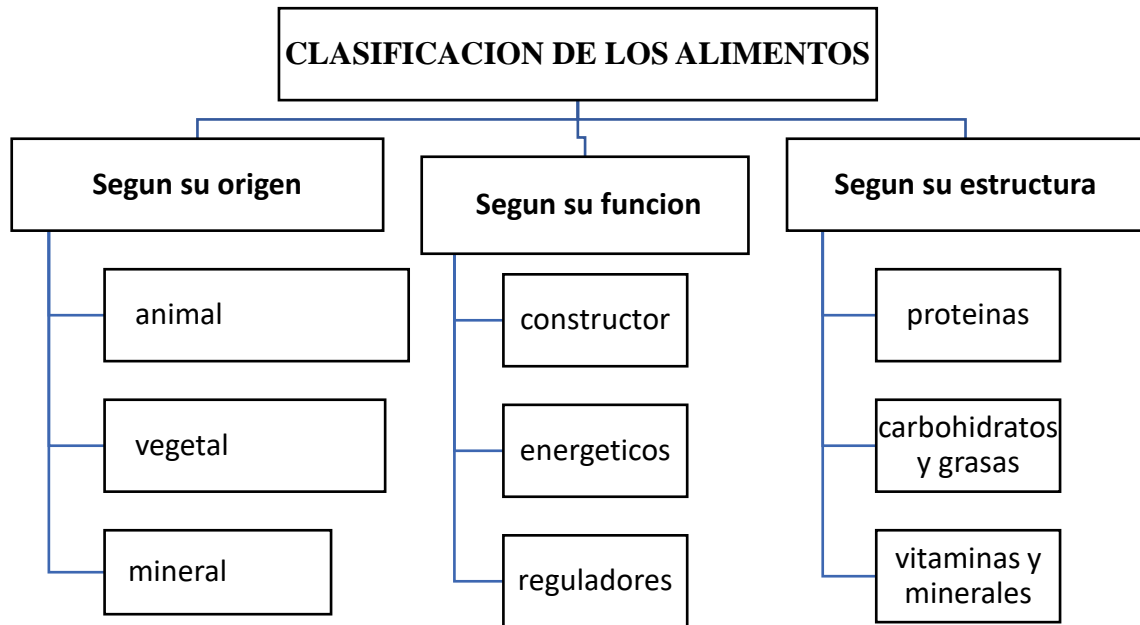 CLASIFICACION DE LOS ALIMENTOS
Segun su origen
animal
vegetal
mineral
Segun su funcion
constructor
energeticos
reguladores
Segun su estructura
proteinas
carbohidratos
y grasas
vitaminas y
minerales